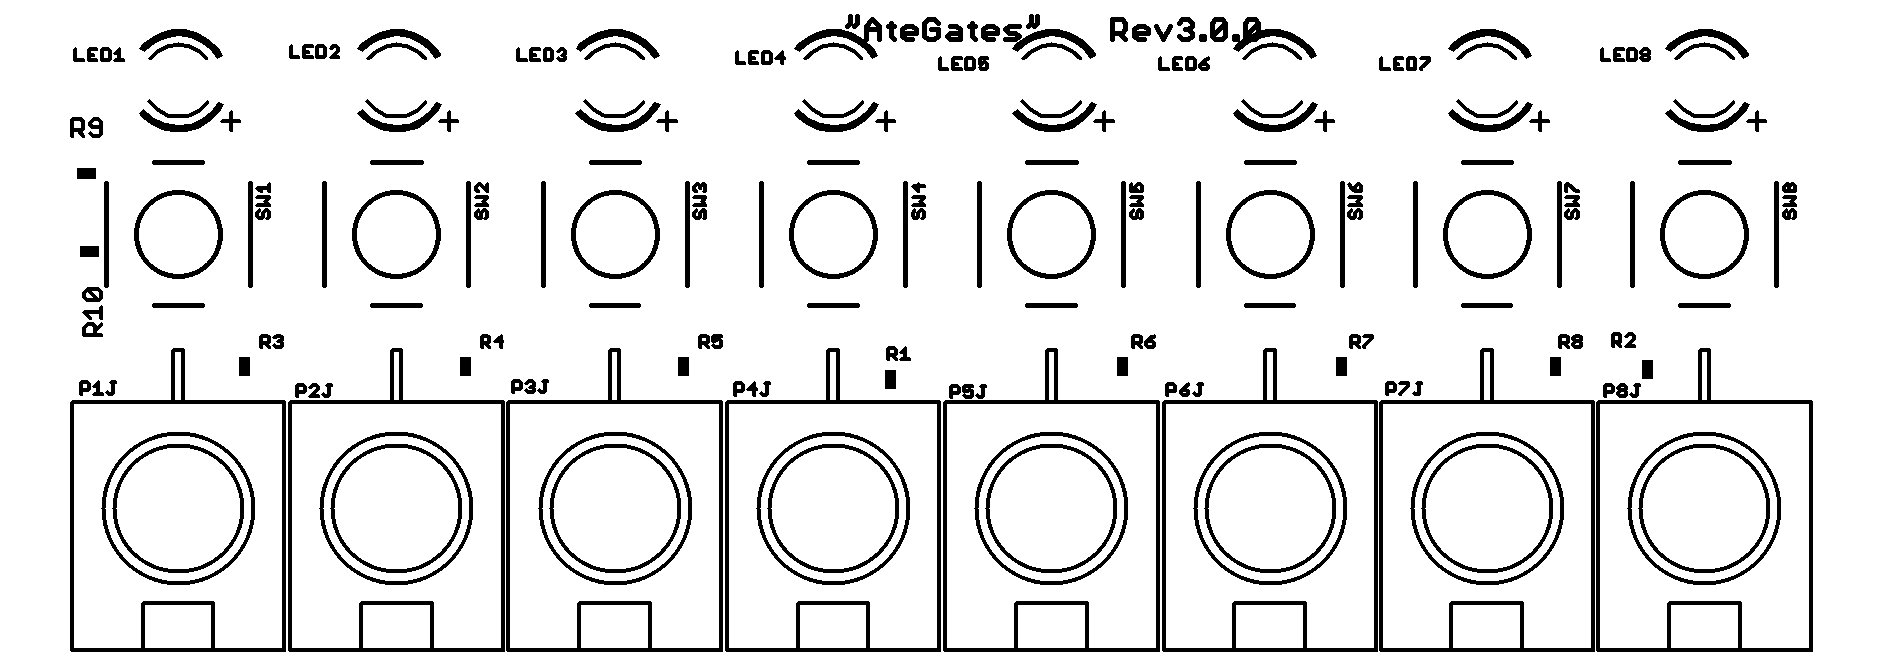 "AteGates" Rev3.0.0
LED1 LED2 LED3 LED4 LED5 LED6 LED7 LED8
+ + + + + + + +
R9
SW1 SW2 SW3 SW4 SW5 SW6 SW7 SW8
R10
R3 R4 R5 R1 R6 R7 R8 R2
P1J P2J P3J P4J P5J P6J P7J P8J